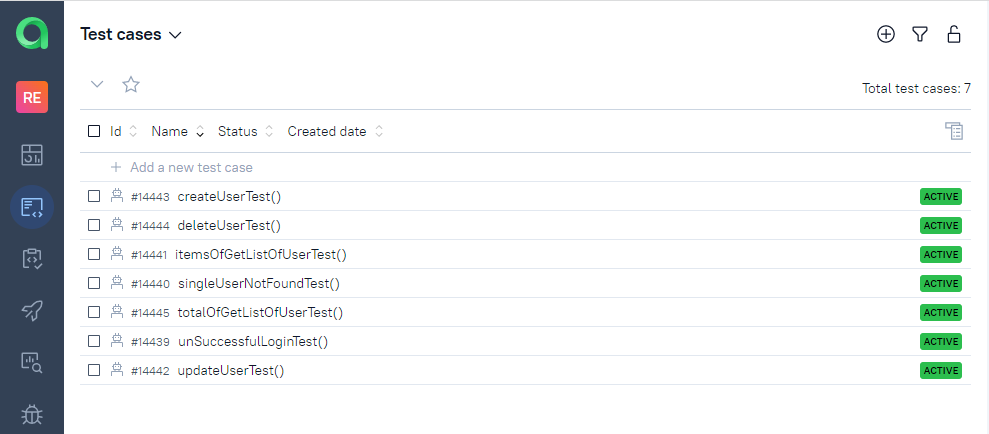 Test cases
RE
Total test cases: 7
Id Name Status Created date
+ Add a new test case
#14443 createUserTest() ACTIVE
#14444 deleteUserTest() ACTIVE
#14441 itemsOfGetListOfUserTest() ACTIVE
#14440 singleUserNotFoundTest() ACTIVE
#14445 totalOfGetListOfUserTest() ACTIVE
#14439 unSuccessfulLoginTest() ACTIVE
#14442 updateUserTest() ACTIVE